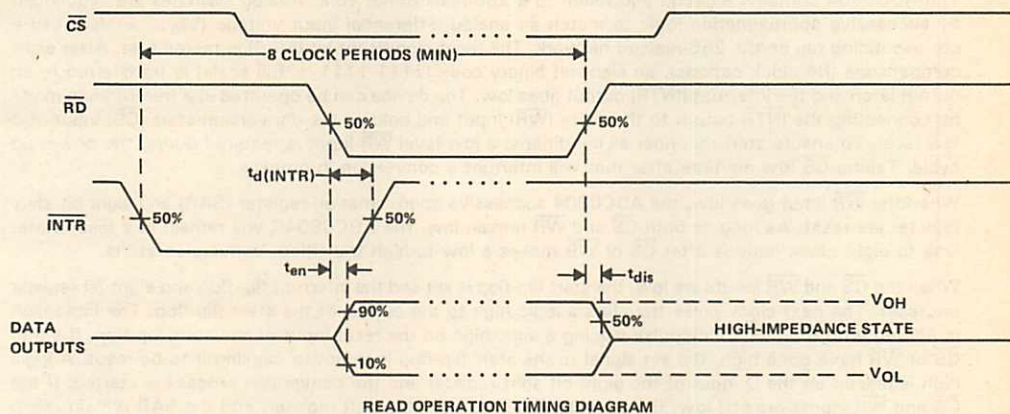 CS
8 CLOCK PERIODS (MIN)
RD
50%
50%
td(INTR)
INTR
50%
50%
ten
tdis
90%
VOH
DATA
OUTPUTS
50%
HIGH-IMPEDANCE STATE
10%
VOL
READ OPERATION TIMING DIAGRAM